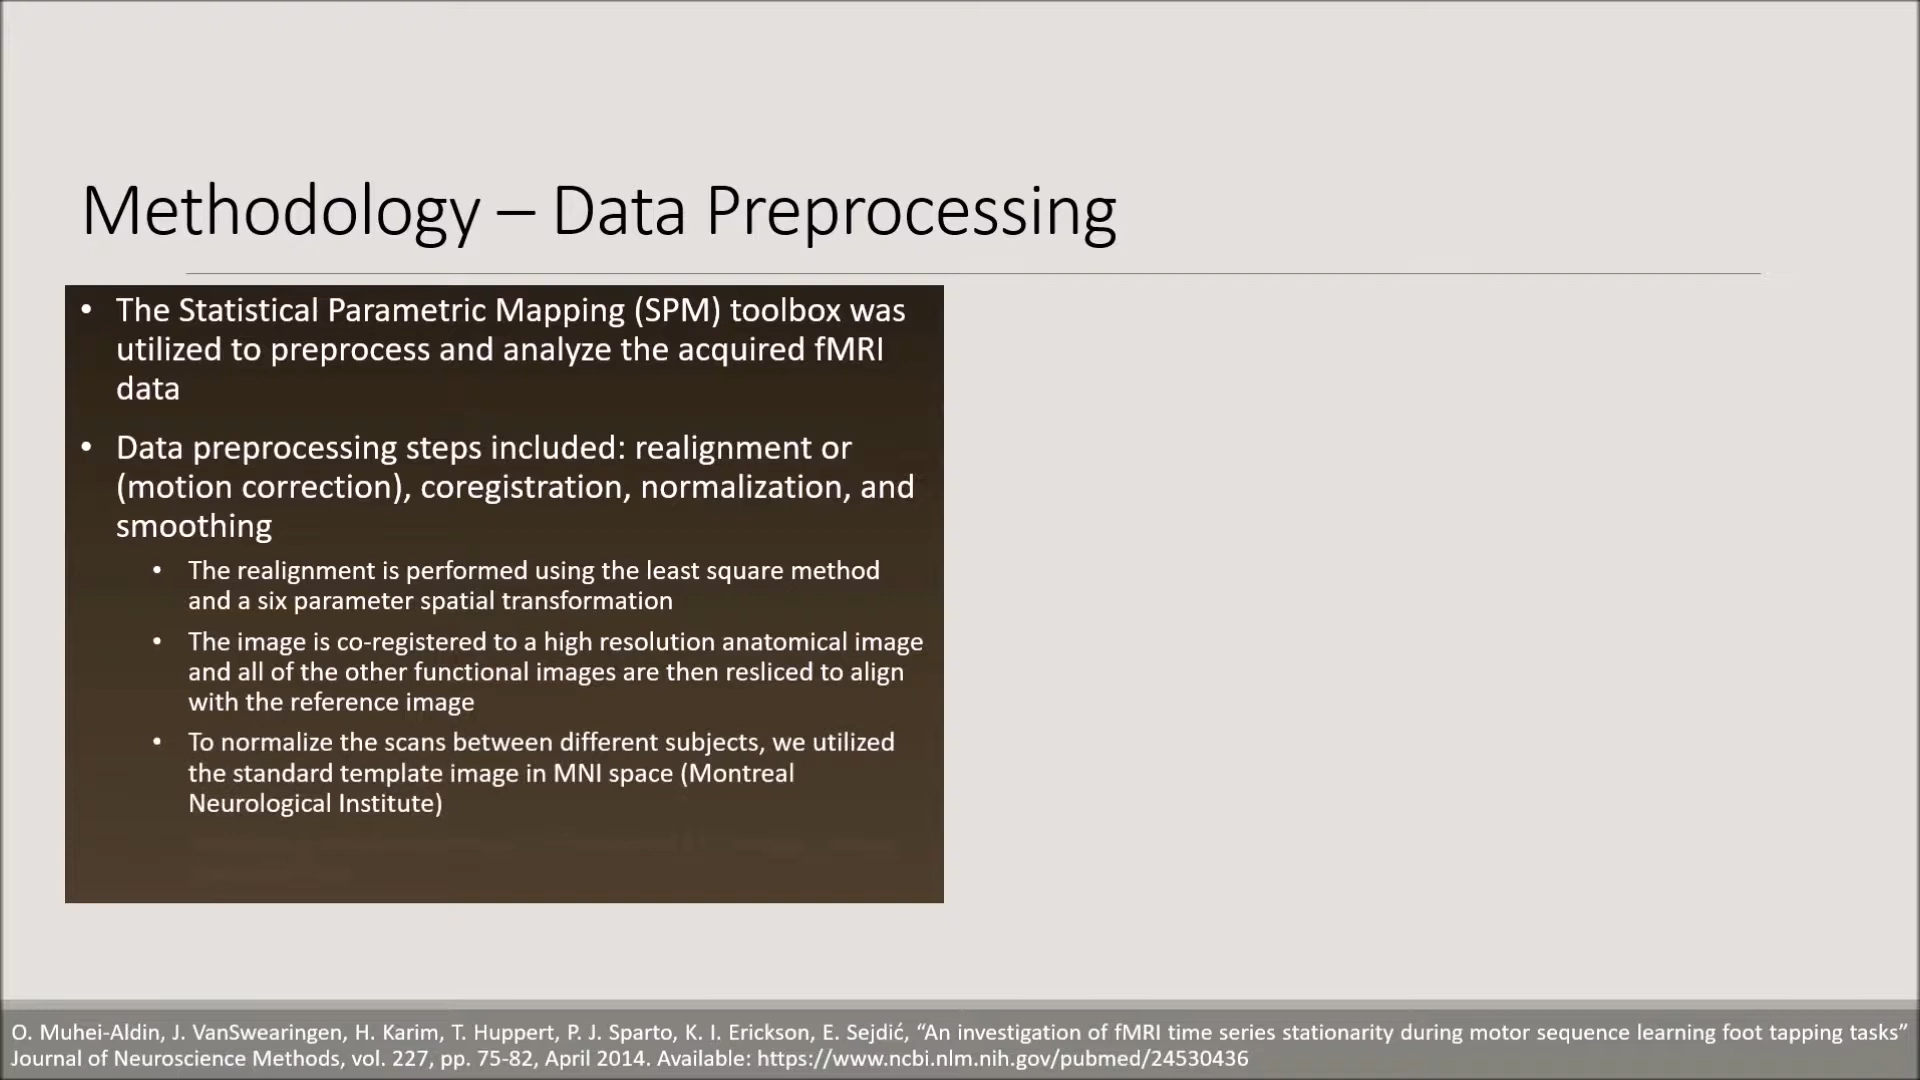 Methodology – Data Preprocessing
• The Statistical Parametric Mapping (SPM) toolbox was
utilized to preprocess and analyze the acquired fMRI
data
• Data preprocessing steps included: realignment or
(motion correction), coregistration, normalization, and
smoothing
• The realignment is performed using the least square method
and a six parameter spatial transformation
• The image is co-registered to a high resolution anatomical image
and all of the other functional images are then resliced to align
with the reference image
• To normalize the scans between different subjects, we utilized
the standard template image in MNI space (Montreal
Neurological Institute)
O. Muhei-Aldin, J. VanSwearingen, H. Karim, T. Huppert, P. J. Sparto, K. I. Erickson, E. Sejdić, “An investigation of fMRI time series stationarity during motor sequence learning foot tapping tasks”
Journal of Neuroscience Methods, vol. 227, pp. 75-82, April 2014. Available: https://www.ncbi.nlm.nih.gov/pubmed/24530436